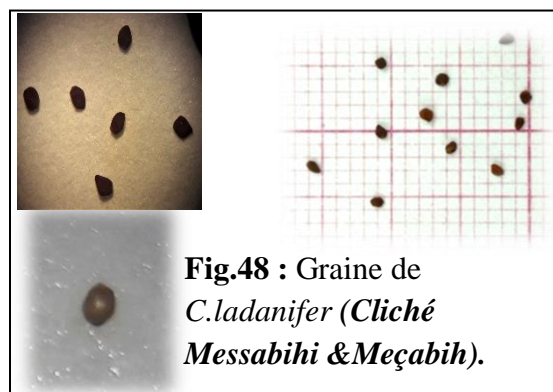 Fig.48 : Graine de
C.ladanifer (Cliché
Messabihi &Meçabih).